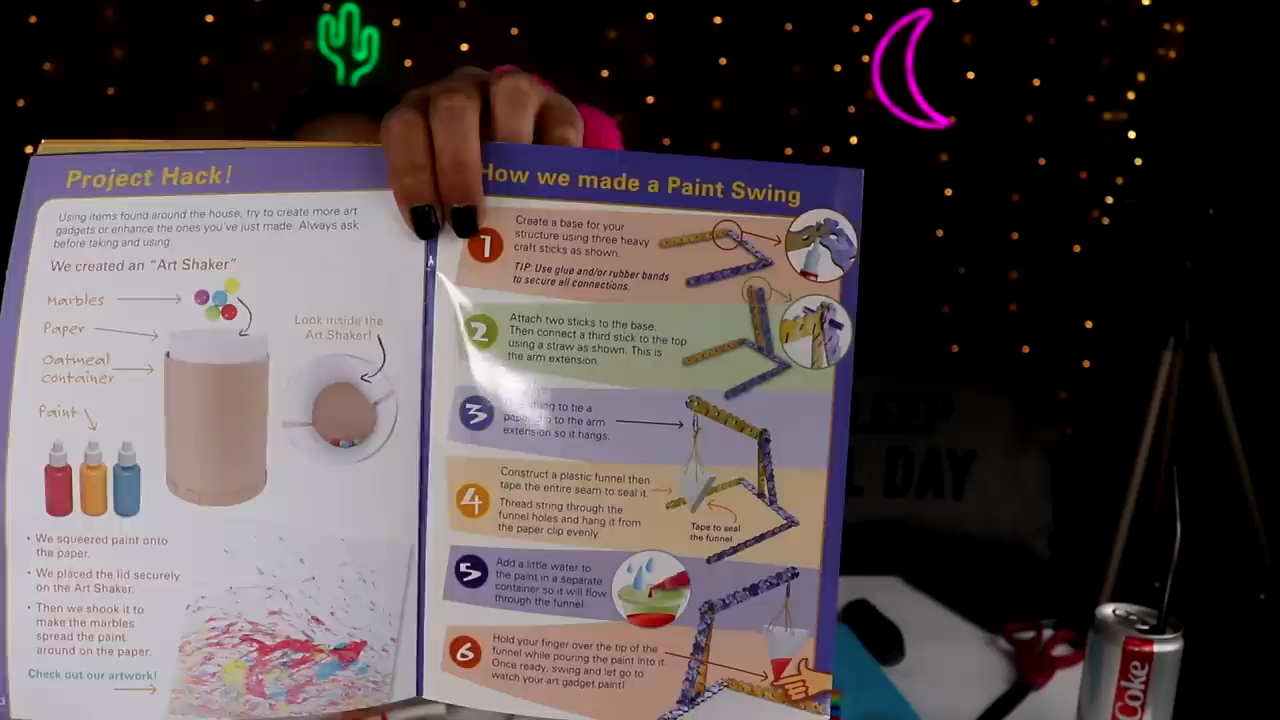 Project Hack!
Using items found around the house, try to create more art
gadgets or enhance the ones you've just made. Always ask
before taking and using.
We created an "Art Shaker"
Marbles
Paper
Oatmeal
container
Paint
Look inside the
Art Shaker!
• We squeezed paint onto
the paper.
• We placed the lid securely
on the Art Shaker.
• Then we shook it to
make the marbles
spread the paint
around on the paper.
Check out our artwork!
How we made a Paint Swing
1
Create a base for your
structure using three heavy
craft sticks as shown.
TIP: Use glue and/or rubber bands
to secure all connections.
2
Attach two sticks to the base.
Then connect a third stick to the top
using a straw as shown. This is
the arm extension.
3
string to tie a
to the arm
extension so it hangs.
4
Construct a plastic funnel then
tape the entire seam to seal it.
Thread string through the
funnel holes and hang it from
the paper clip evenly.
Tape to seal
the funnel
5
Add a little water to
the paint in a separate
container so it will flow
through the funnel.
6
Hold your finger over the tip of the
funnel while pouring the paint into it.
Once ready, swing and let go to
watch your art gadget paint!
DAY
Coke